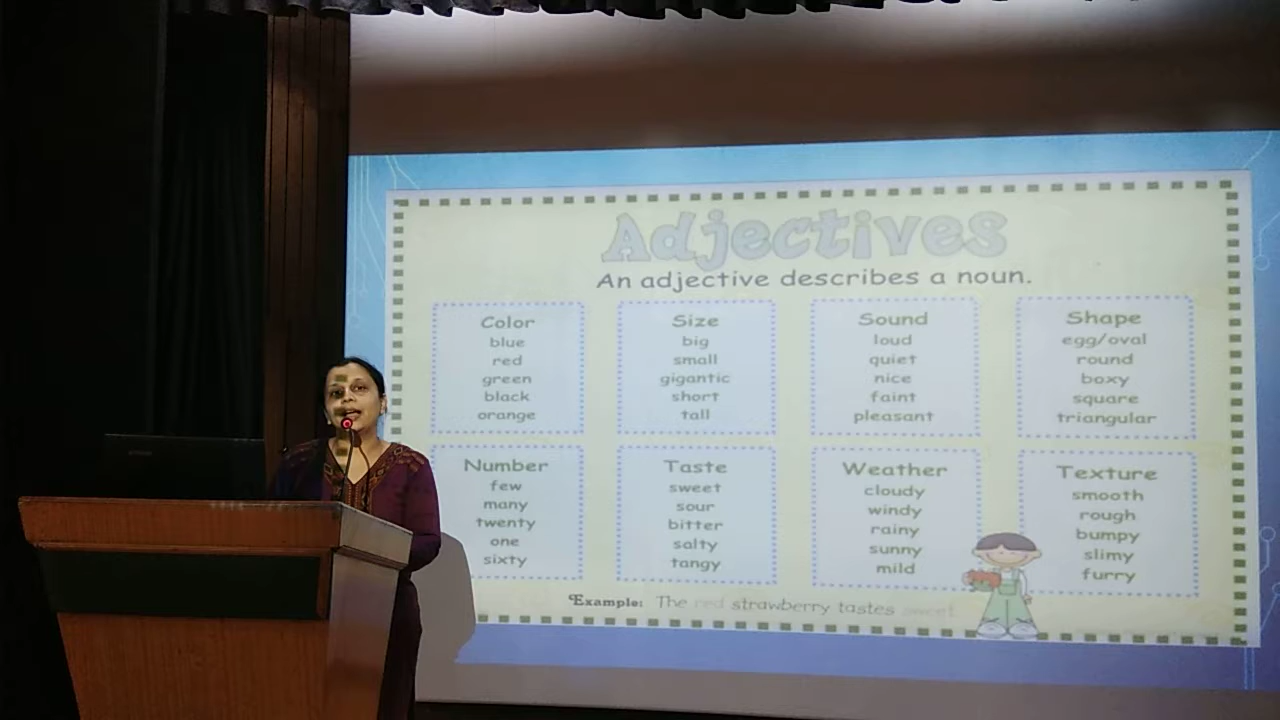 Adjectives
An adjective describes a noun.
Color
blue
red
green
black
orange
Size
big
small
gigantic
short
tall
Sound
loud
quiet
nice
faint
pleasant
Shape
egg/oval
round
boxy
square
triangular
Number
few
many
twenty
one
sixty
Taste
sweet
sour
bitter
salty
tangy
Weather
cloudy
windy
rainy
sunny
mild
Texture
smooth
rough
bumpy
slimy
furry
Example: The red strawberry tastes sweet.